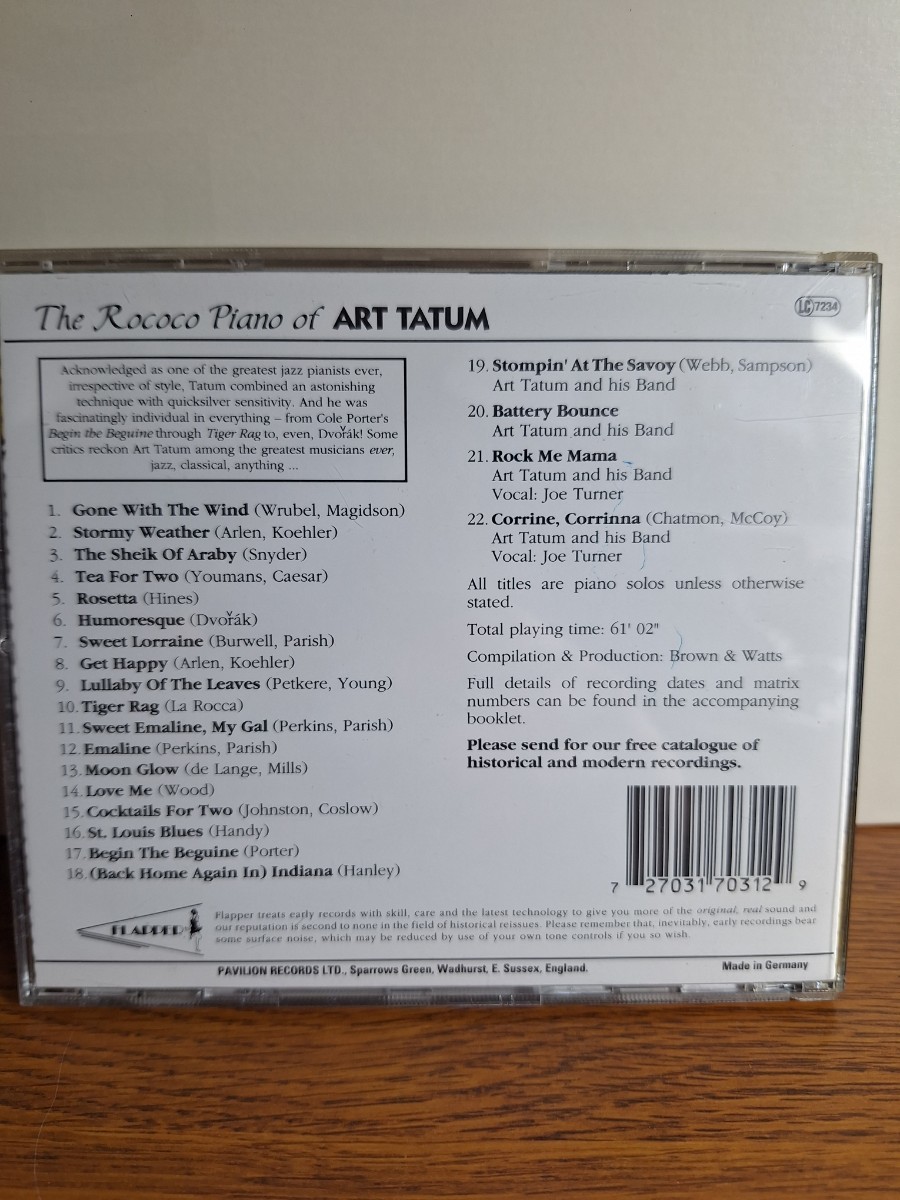 The Rococo Piano of ART TATUM
LC 7234
Acknowledged as one of the greatest jazz pianists ever,
irrespective of style, Tatum combined an astonishing
technique with quicksilver sensitivity. And he was
fascinatingly individual in everything – from Cole Porter's
Begin the Beguine through Tiger Rag to, even, Dvořák! Some
critics reckon Art Tatum among the greatest musicians ever,
jazz, classical, anything ...
1. Gone With The Wind (Wrubel, Magidson)
2. Stormy Weather (Arlen, Koehler)
3. The Sheik Of Araby (Snyder)
4. Tea For Two (Youmans, Caesar)
5. Rosetta (Hines)
6. Humoresque (Dvořák)
7. Sweet Lorraine (Burwell, Parish)
8. Get Happy (Arlen, Koehler)
9. Lullaby Of The Leaves (Petkere, Young)
10. Tiger Rag (La Rocca)
11. Sweet Emaline, My Gal (Perkins, Parish)
12. Emaline (Perkins, Parish)
13. Moon Glow (de Lange, Mills)
14. Love Me (Wood)
15. Cocktails For Two (Johnston, Coslow)
16. St. Louis Blues (Handy)
17. Begin The Beguine (Porter)
18. (Back Home Again In) Indiana (Hanley)
19. Stompin' At The Savoy (Webb, Sampson)
Art Tatum and his Band
20. Battery Bounce
Art Tatum and his Band
21. Rock Me Mama
Art Tatum and his Band
Vocal: Joe Turner
22. Corrine, Corrinna (Chatmon, McCoy)
Art Tatum and his Band
Vocal: Joe Turner
All titles are piano solos unless otherwise
stated.
Total playing time: 61' 02"
Compilation & Production: Brown & Watts
Full details of recording dates and matrix
numbers can be found in the accompanying
booklet.
Please send for our free catalogue of
historical and modern recordings.
7 27031 70312 9
FLAPPER
Flapper treats early records with skill, care and the latest technology to give you more of the original, real sound and
our reputation is second to none in the field of historical reissues. Please remember that, inevitably, early recordings bear
some surface noise, which may be reduced by use of your own tone controls if you so wish.
PAVILION RECORDS LTD., Sparrows Green, Wadhurst, E. Sussex, England.
Made in Germany